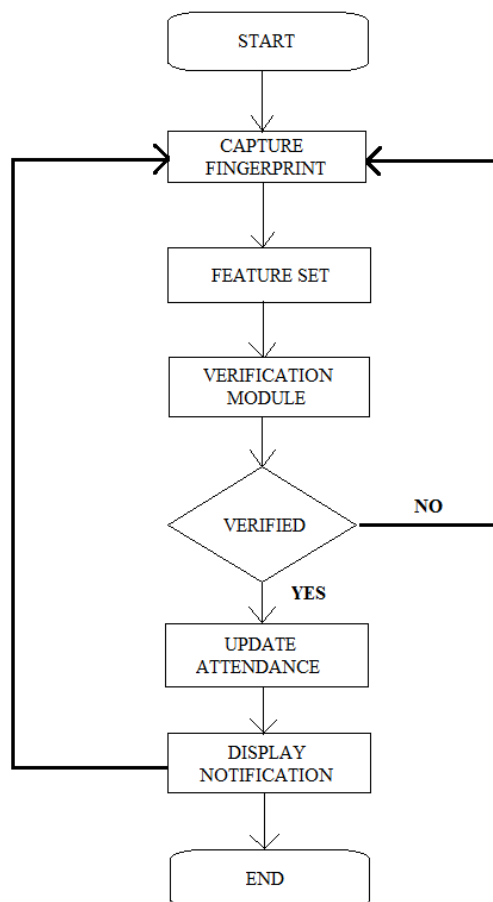 START
CAPTURE
FINGERPRINT
FEATURE SET
VERIFICATION
MODULE
VERIFIED
NO
YES
UPDATE
ATTENDANCE
DISPLAY
NOTIFICATION
END